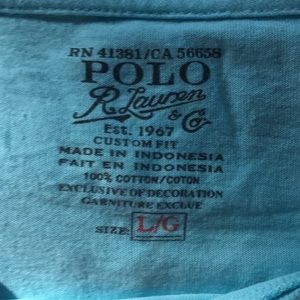 RN 41381/CA 56658
POLO
R. Lauren
& Co
Est. 1967
CUSTOM FIT
MADE IN INDONESIA
FAIT EN INDONESIA
100% COTTON/COTON
EXCLUSIVE OF DECORATION
GARNITURE EXCLUE
SIZE: L/G